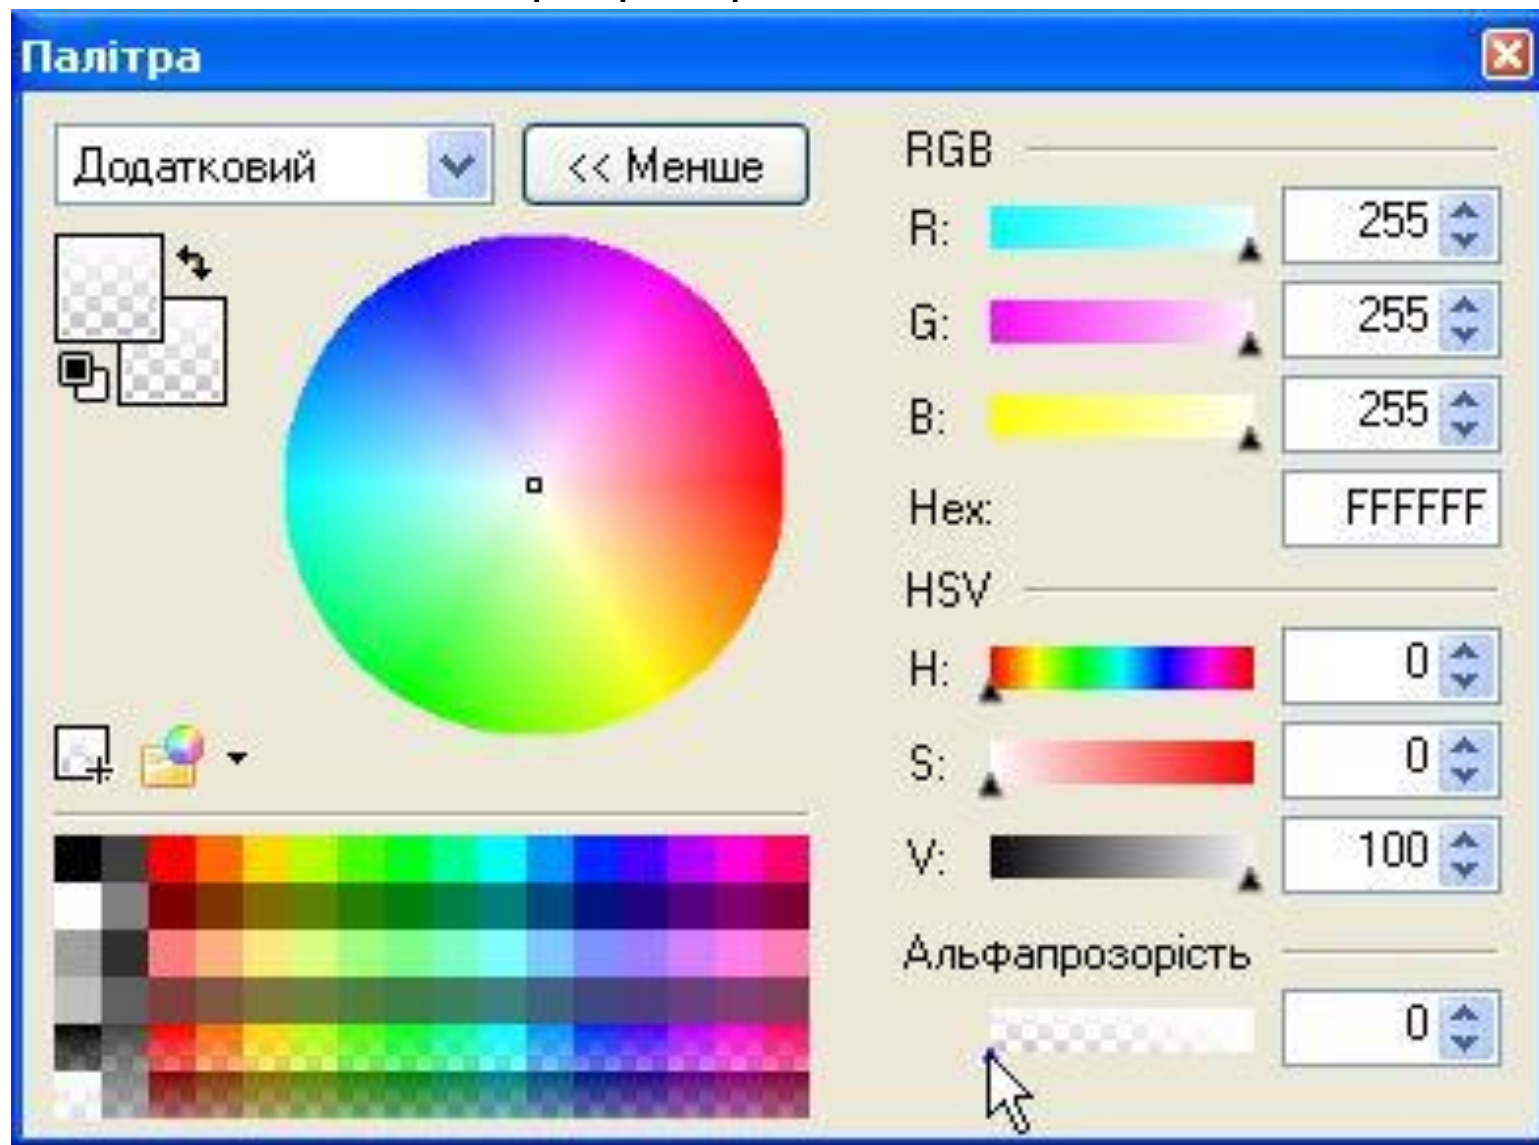 Палітра
Додатковий
<< Менше
RGB
R: 255
G: 255
B: 255
Hex: FFFFFF
HSV
H: 0
S: 0
V: 100
Альфапрозорість
0